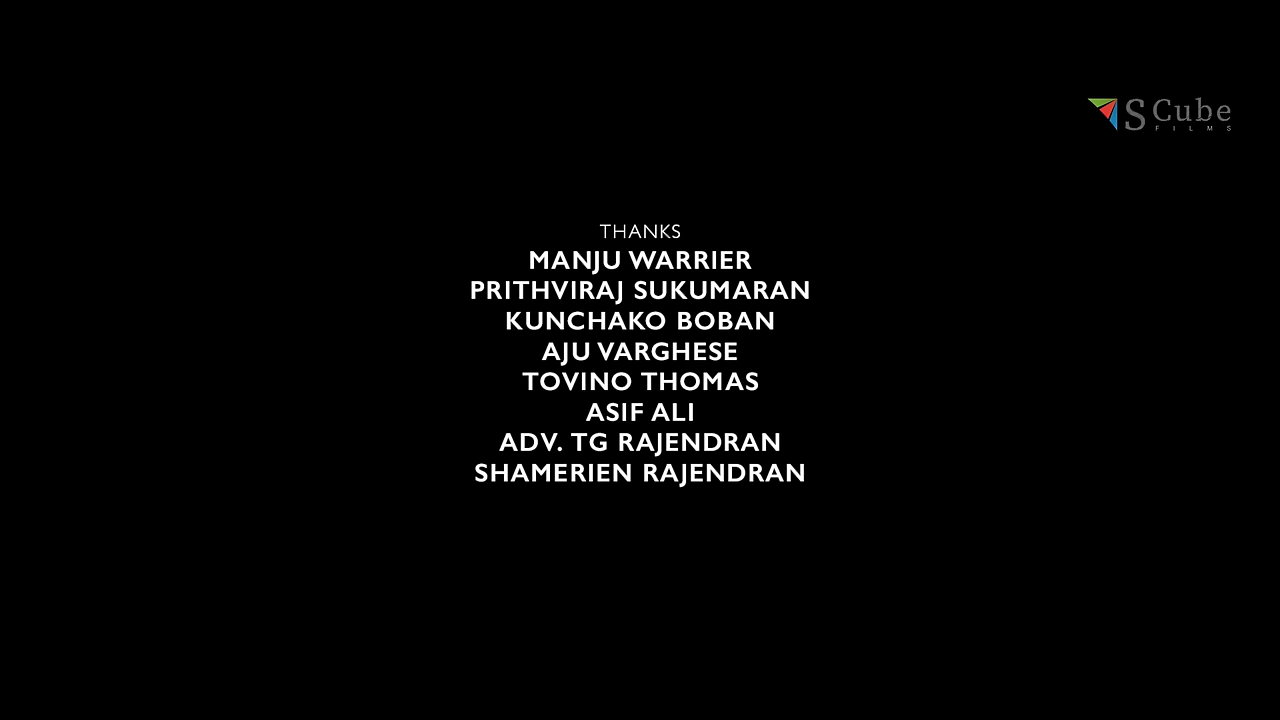 S Cube
FILMS
THANKS
MANJU WARRIER
PRITHVIRAJ SUKUMARAN
KUNCHAKO BOBAN
AJU VARGHESE
TOVINO THOMAS
ASIF ALI
ADV. TG RAJENDRAN
SHAMERIEN RAJENDRAN